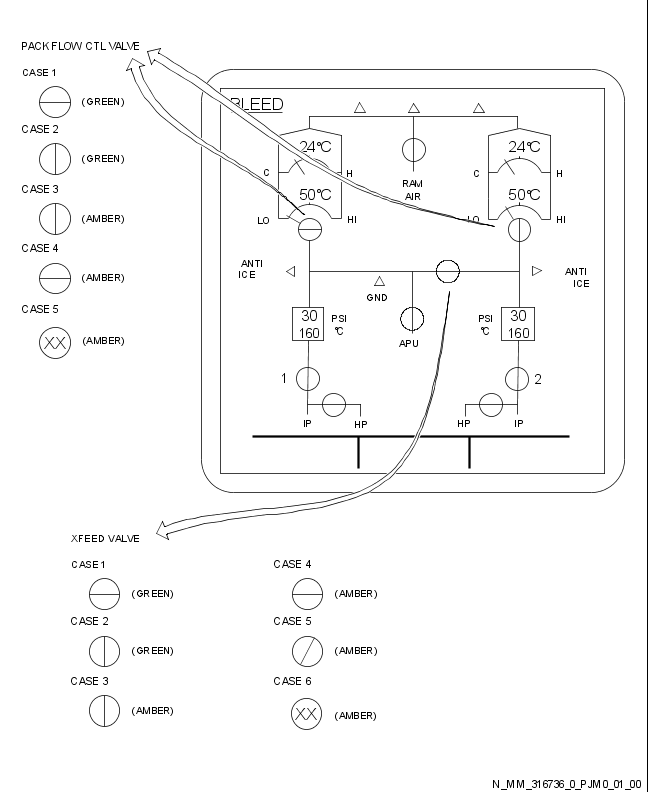 PACK FLOW CTL VALVE
CASE 1
(GREEN)
CASE 2
(GREEN)
CASE 3
(AMBER)
CASE 4
(AMBER)
CASE 5
XX (AMBER)
BLEED
24°C 24°C
C H C H
RAM
AIR
50°C 50°C
LO HI LO HI
ANTI
ICE
ANTI
ICE
GND
30 PSI PSI 30
160 °C °C 160
APU
1 2
IP HP HP IP
XFEED VALVE
CASE 1 CASE 4
(GREEN) (AMBER)
CASE 2 CASE 5
(GREEN) (AMBER)
CASE 3 CASE 6
(AMBER) XX (AMBER)
N_MM_316736_0_PJM0_01_00